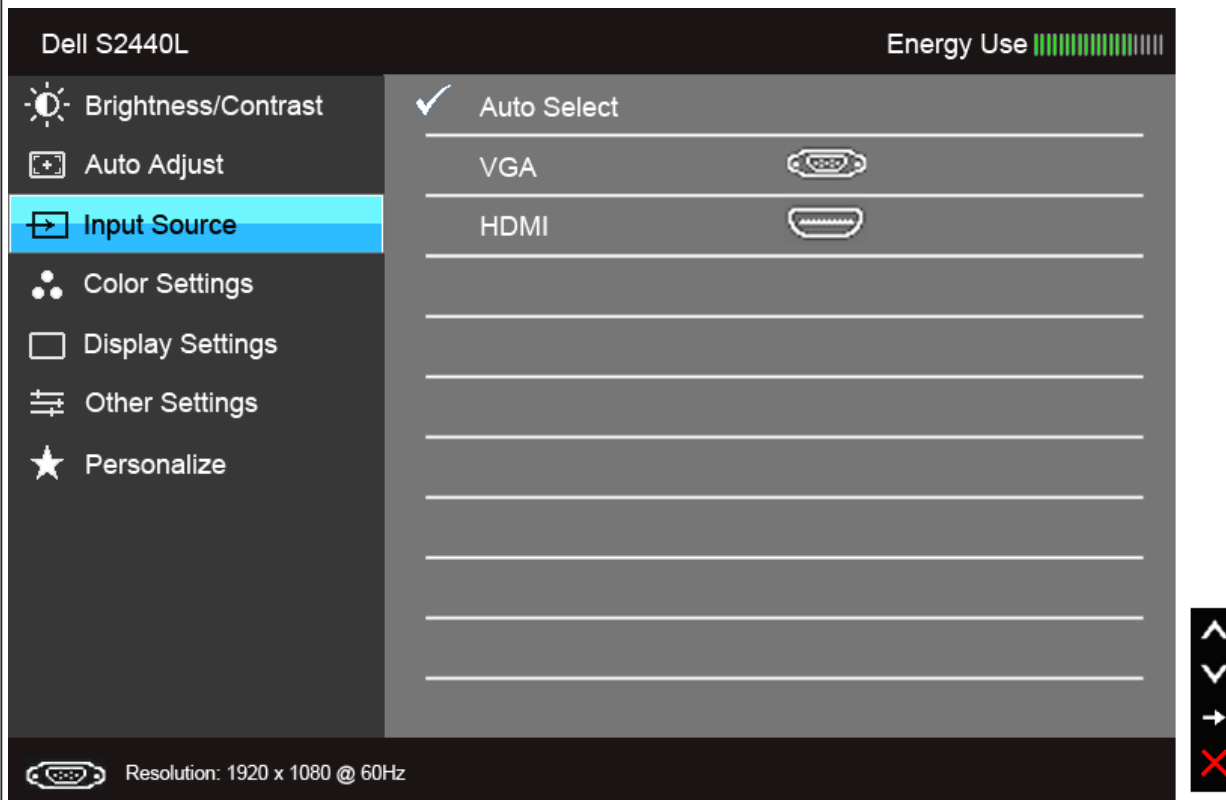 Dell S2440L
Energy Use
Brightness/Contrast
Auto Adjust
Input Source
Color Settings
Display Settings
Other Settings
Personalize
Auto Select
VGA
HDMI
Resolution: 1920 x 1080 @ 60Hz